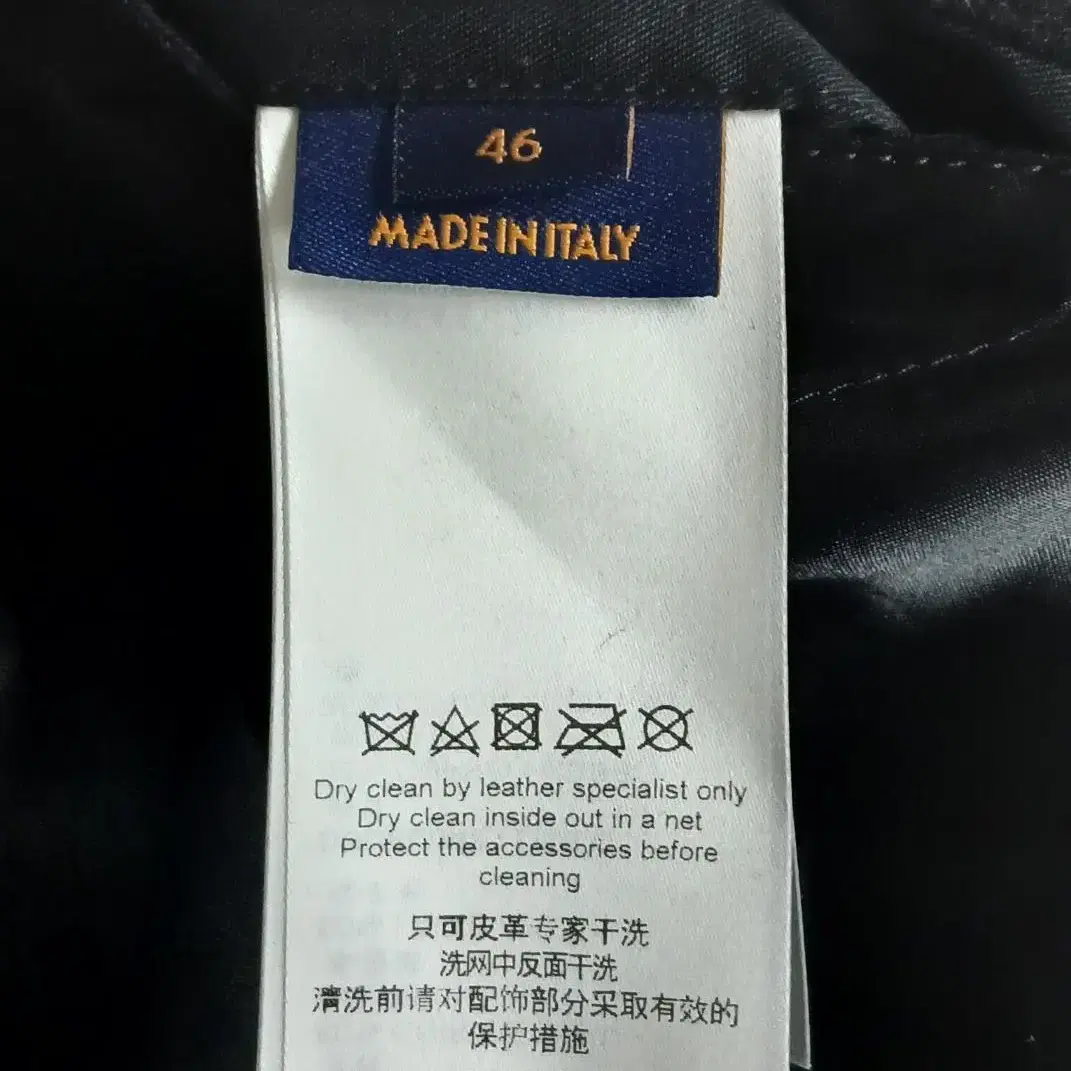 46
MADE IN ITALY
Dry clean by leather specialist only
Dry clean inside out in a net
Protect the accessories before
cleaning
只可皮革专家干洗
洗网中反面干洗
清洗前请对配饰部分采取有效的
保护措施